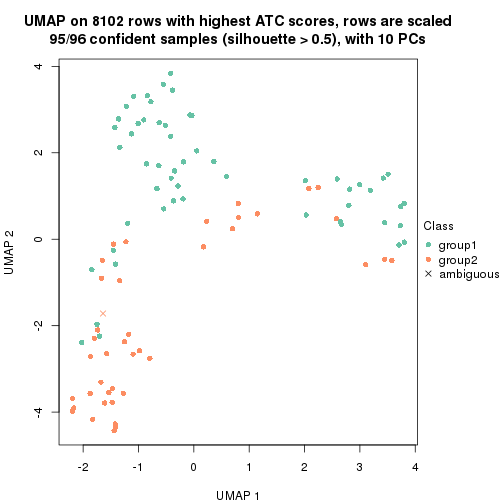 UMAP on 8102 rows with highest ATC scores, rows are scaled
95/96 confident samples (silhouette > 0.5), with 10 PCs
4
2
0
-2
-4
UMAP 2
Class
group1
group2
ambiguous
-2
-1
0
1
2
3
4
UMAP 1